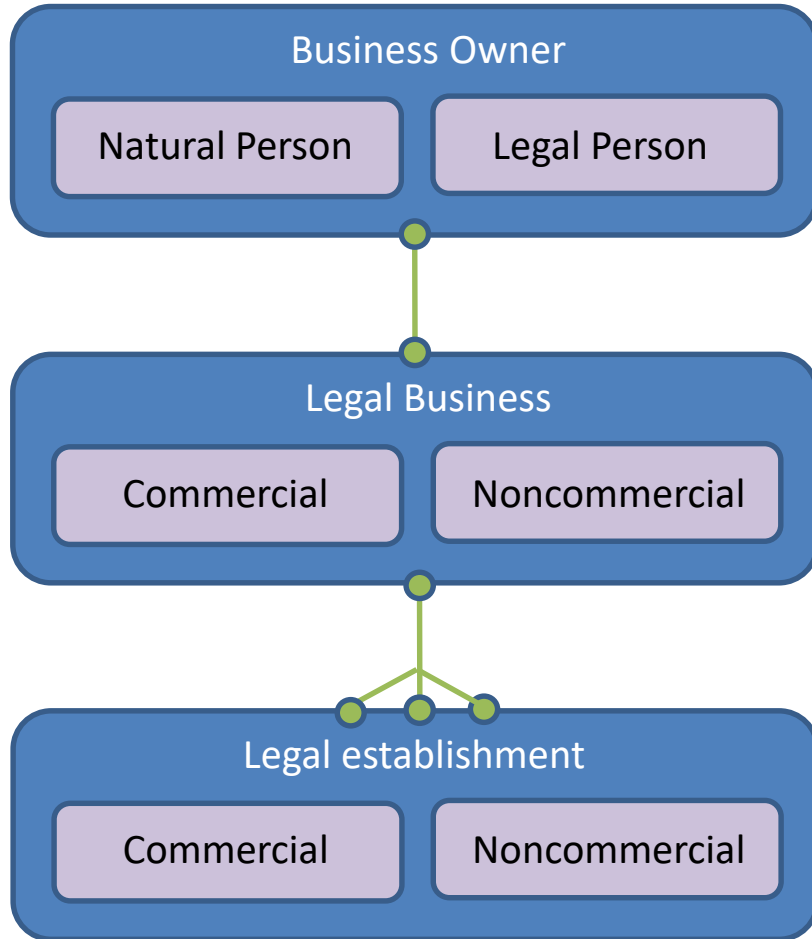 Business Owner
Natural Person
Legal Person
Legal Business
Commercial
Noncommercial
Legal establishment
Commercial
Noncommercial